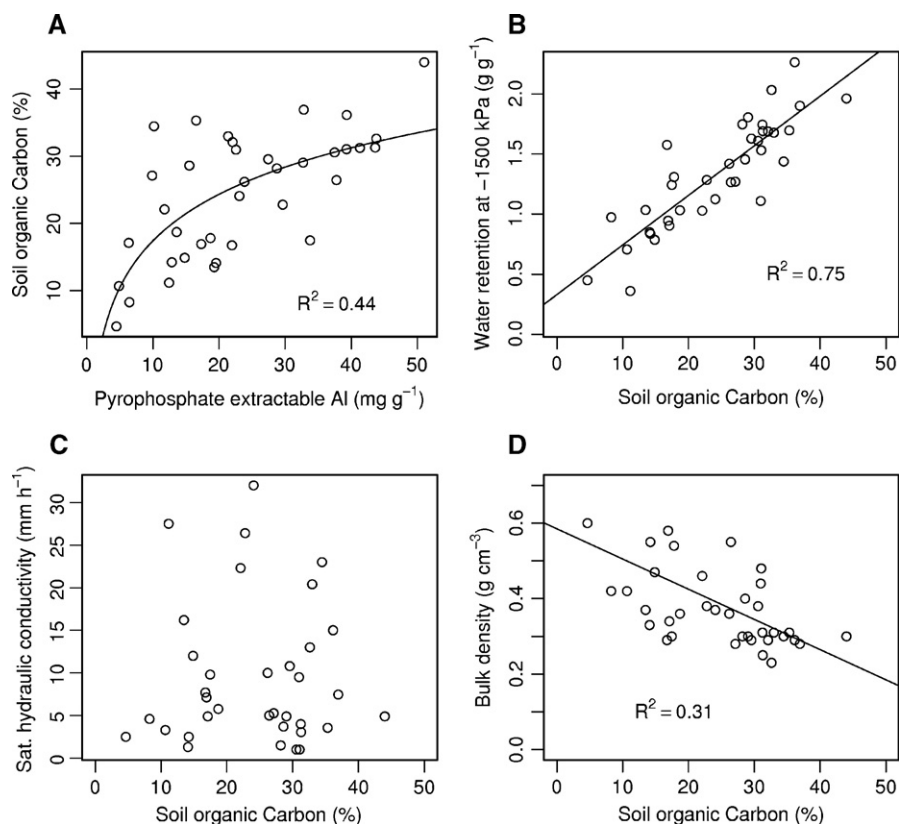 A
Soil organic Carbon (%)
10 20 30 40
R² = 0.44
0 10 20 30 40 50
Pyrophosphate extractable Al (mg g⁻¹)
B
Water retention at −1500 kPa (g g⁻¹)
0.0 0.5 1.0 1.5 2.0
R² = 0.75
0 10 20 30 40 50
Soil organic Carbon (%)
C
Sat. hydraulic conductivity (mm h⁻¹)
0 5 10 15 20 25 30
0 10 20 30 40 50
Soil organic Carbon (%)
D
Bulk density (g cm⁻³)
0.0 0.2 0.4 0.6
R² = 0.31
0 10 20 30 40 50
Soil organic Carbon (%)